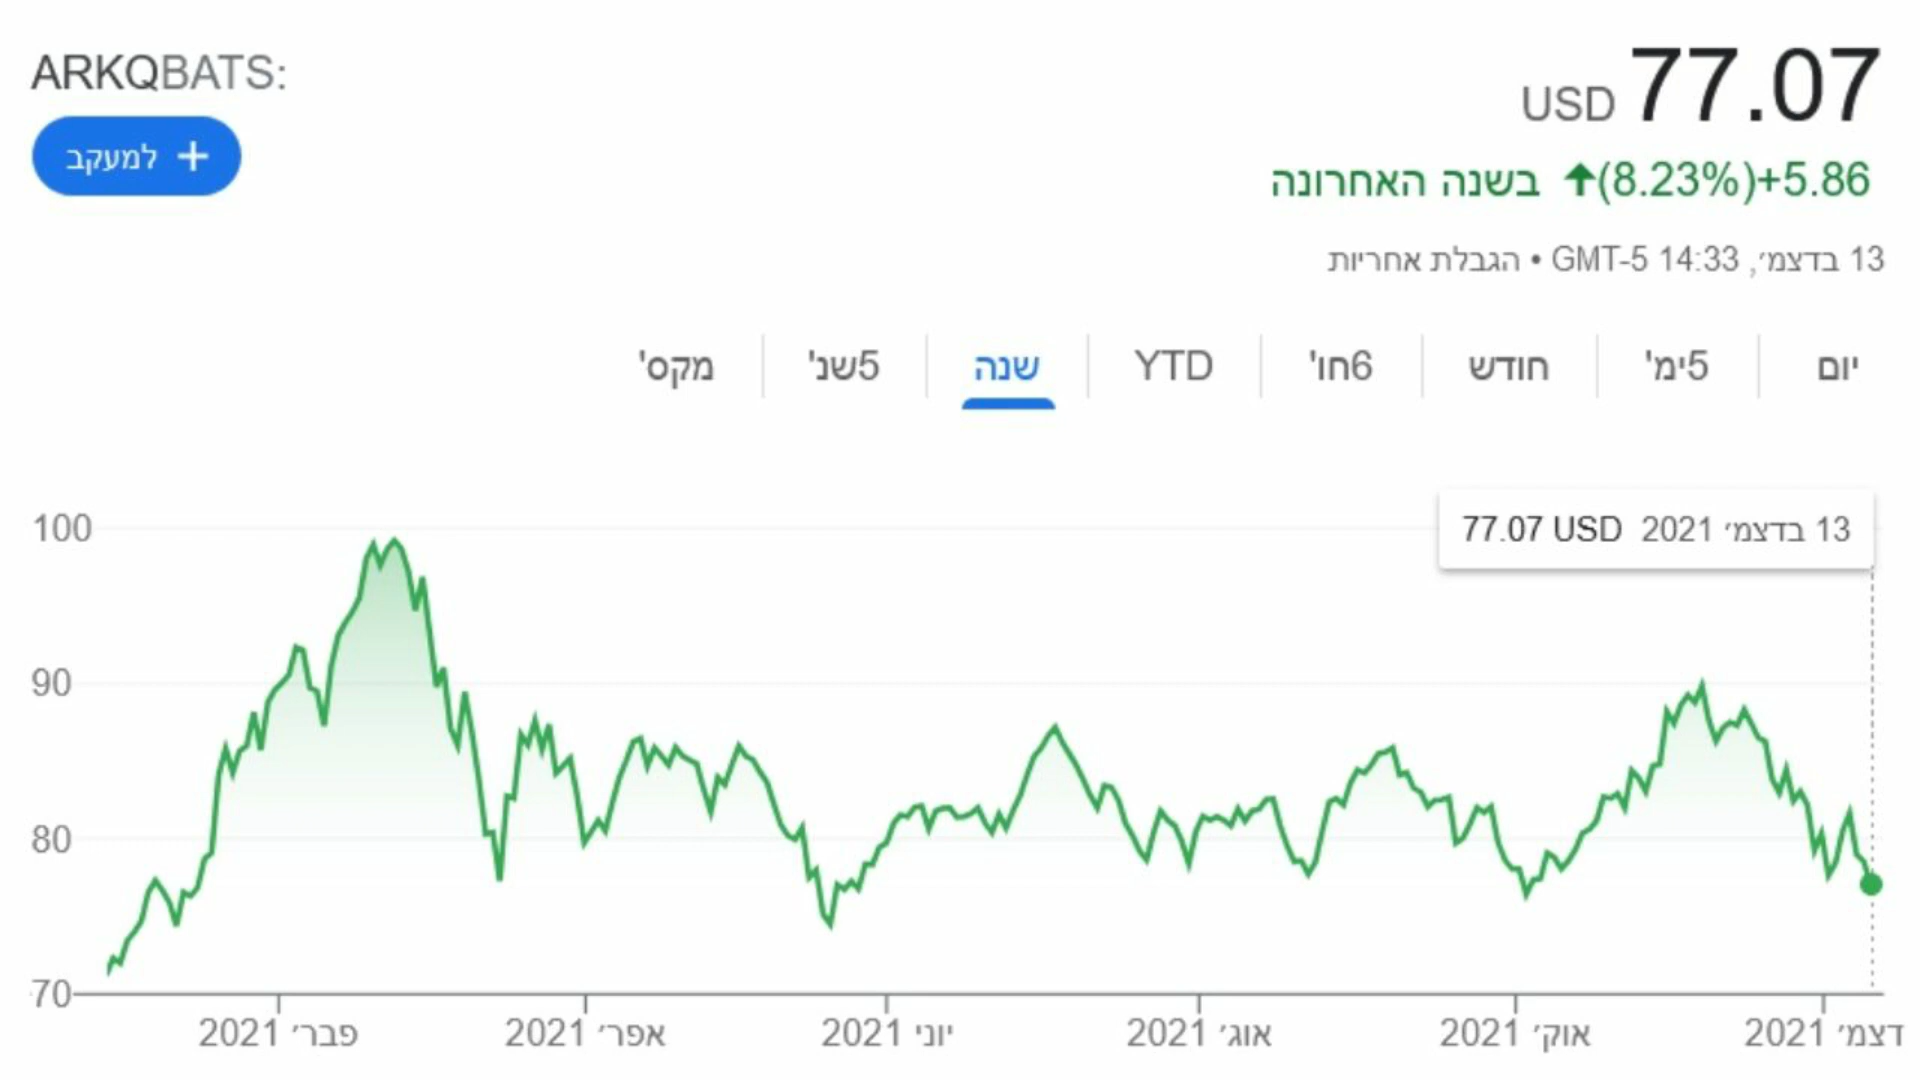 ARKQBATS:
77.07 USD
+ למעקב
+5.86(8.23%)↑ בשנה האחרונה
13 בדצמ׳, 14:33 GMT-5 • הגבלת אחריות
יום
5ימ'
חודש
6חו'
YTD
שנה
5שנ'
מקס'
13 בדצמ׳ 2021 77.07 USD
100
90
80
70
פבר׳ 2021
אפר׳ 2021
יוני 2021
אוג׳ 2021
אוק׳ 2021
דצמ׳ 2021